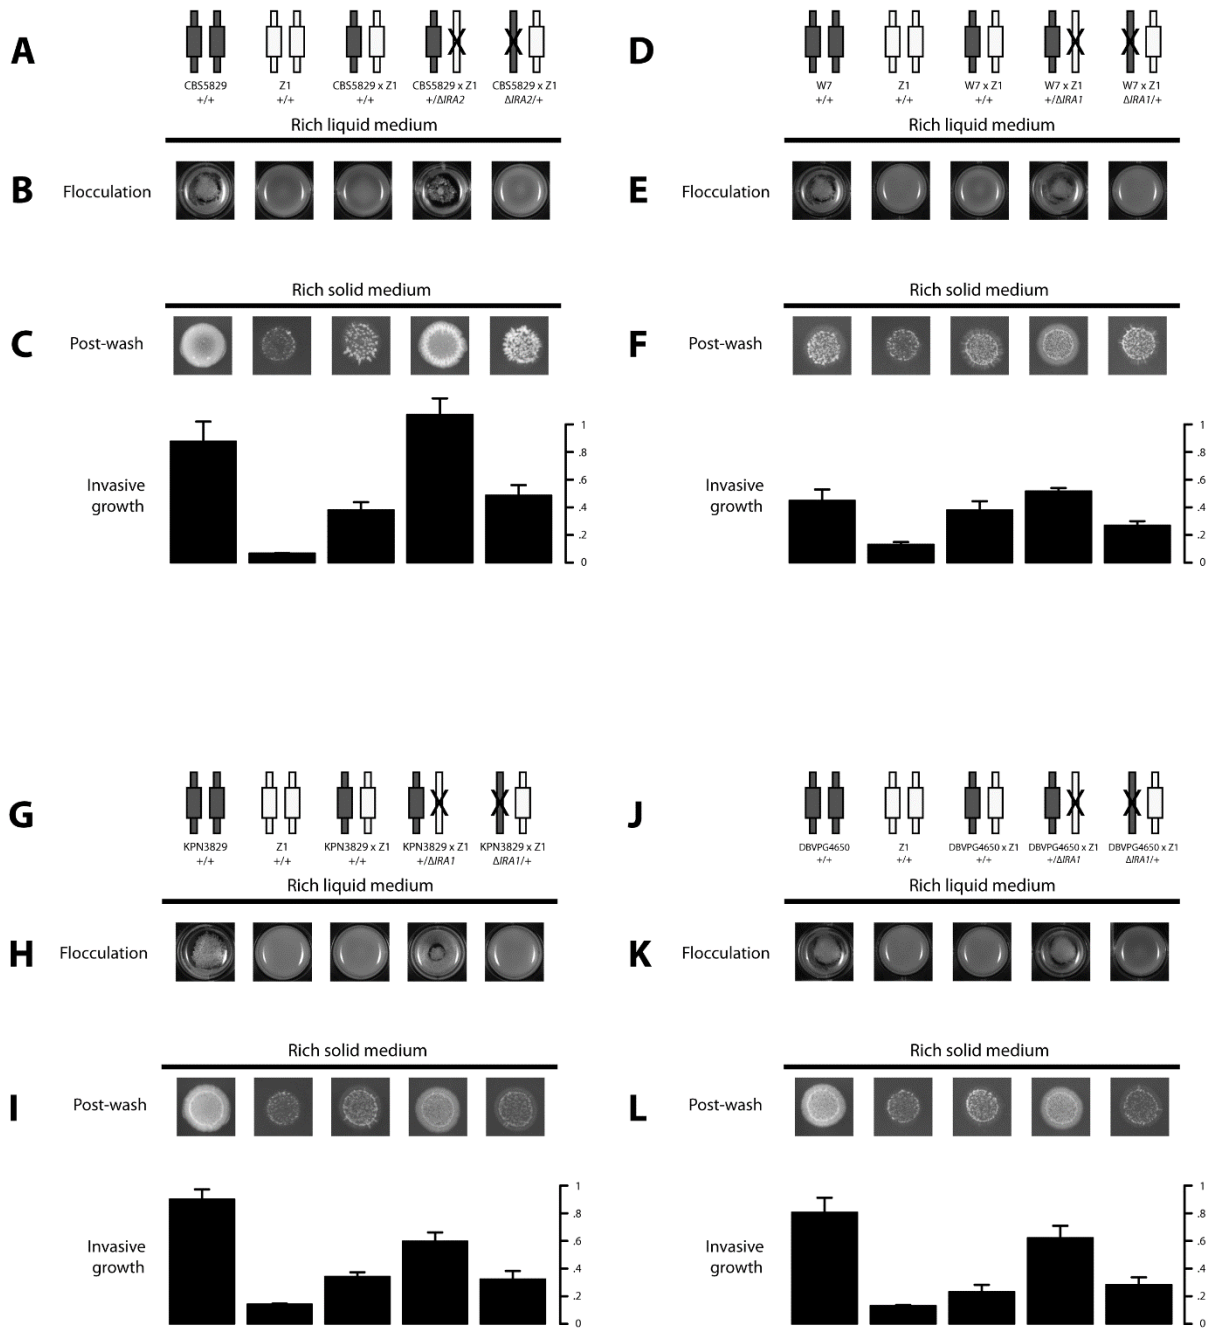 A
CBS5829 Z1 CBS5829 x Z1 CBS5829 x Z1 CBS5829 x Z1
+/+ +/+ +/+ +/ΔIRA2 ΔIRA2/+
Rich liquid medium
B Flocculation
Rich solid medium
C Post-wash
Invasive
growth
1
.8
.6
.4
.2
0
D
W7 Z1 W7 x Z1 W7 x Z1 W7 x Z1
+/+ +/+ +/+ +/ΔIRA1 ΔIRA1/+
Rich liquid medium
E Flocculation
Rich solid medium
F Post-wash
Invasive
growth
1
.8
.6
.4
.2
0
G
KPN3829 Z1 KPN3829 x Z1 KPN3829 x Z1 KPN3829 x Z1
+/+ +/+ +/+ +/ΔIRA1 ΔIRA1/+
Rich liquid medium
H Flocculation
Rich solid medium
I Post-wash
Invasive
growth
1
.8
.6
.4
.2
0
J
DBVPG4650 Z1 DBVPG4650 x Z1 DBVPG4650 x Z1 DBVPG4650 x Z1
+/+ +/+ +/+ +/ΔIRA1 ΔIRA1/+
Rich liquid medium
K Flocculation
Rich solid medium
L Post-wash
Invasive
growth
1
.8
.6
.4
.2
0